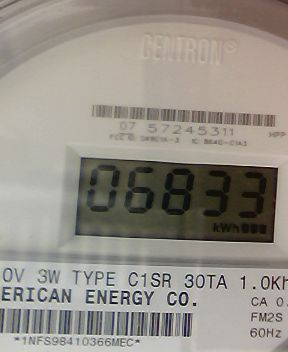 CENTRON®
07 57245311
06833
kWh
0V 3W TYPE C1SR 30TA 1.0Kh
ERICAN ENERGY CO.
CA 0.
FM2S
60Hz
*1NFS98410366MEC*